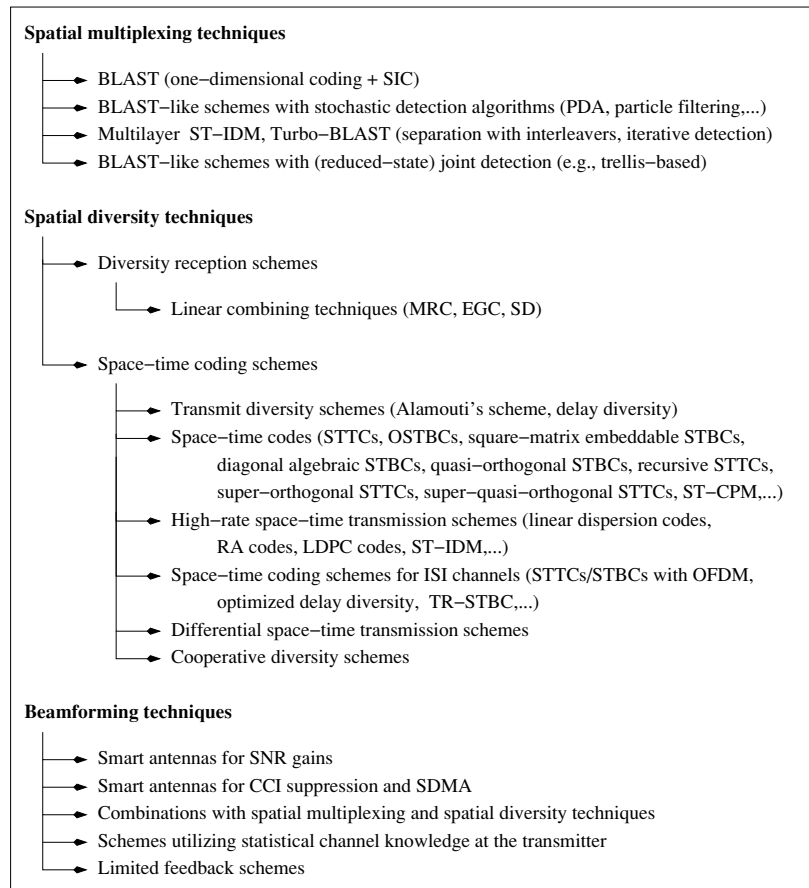 Spatial multiplexing techniques
BLAST (one−dimensional coding + SIC)
BLAST−like schemes with stochastic detection algorithms (PDA, particle filtering,...)
Multilayer ST−IDM, Turbo−BLAST (separation with interleavers, iterative detection)
BLAST−like schemes with (reduced−state) joint detection (e.g., trellis−based)
Spatial diversity techniques
Diversity reception schemes
Linear combining techniques (MRC, EGC, SD)
Space−time coding schemes
Transmit diversity schemes (Alamouti's scheme, delay diversity)
Space−time codes (STTCs, OSTBCs, square−matrix embeddable STBCs,
diagonal algebraic STBCs, quasi−orthogonal STBCs, recursive STTCs,
super−orthogonal STTCs, super−quasi−orthogonal STTCs, ST−CPM,...)
High−rate space−time transmission schemes (linear dispersion codes,
RA codes, LDPC codes, ST−IDM,...)
Space−time coding schemes for ISI channels (STTCs/STBCs with OFDM,
optimized delay diversity, TR−STBC,...)
Differential space−time transmission schemes
Cooperative diversity schemes
Beamforming techniques
Smart antennas for SNR gains
Smart antennas for CCI suppression and SDMA
Combinations with spatial multiplexing and spatial diversity techniques
Schemes utilizing statistical channel knowledge at the transmitter
Limited feedback schemes